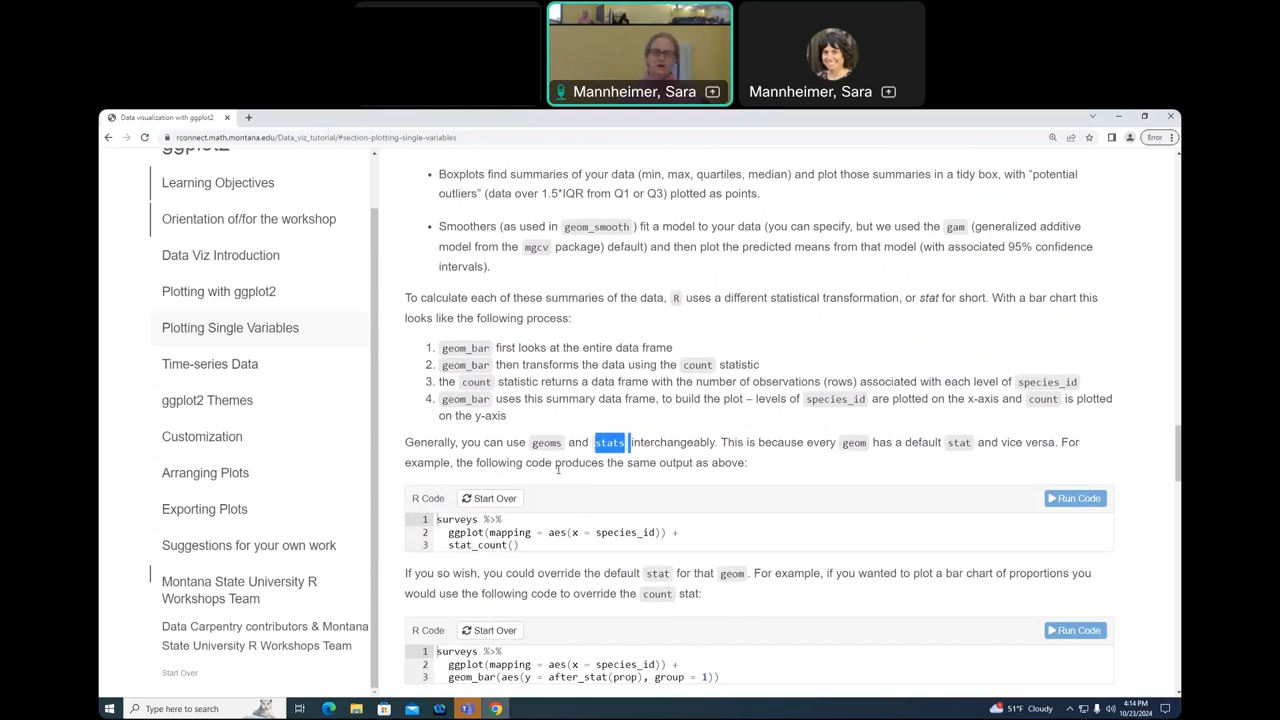 Mannheimer, Sara
Mannheimer, Sara
Data visualization with ggplot2
rconnect.math.montana.edu/Data_viz_tutorial/#section-plotting-single-variables
Error
ggplot2
Learning Objectives
Orientation of/for the workshop
Data Viz Introduction
Plotting with ggplot2
Plotting Single Variables
Time-series Data
ggplot2 Themes
Customization
Arranging Plots
Exporting Plots
Suggestions for your own work
Montana State University R
Workshops Team
Data Carpentry contributors & Montana
State University R Workshops Team
Start Over
• Boxplots find summaries of your data (min, max, quartiles, median) and plot those summaries in a tidy box, with “potential
outliers” (data over 1.5*IQR from Q1 or Q3) plotted as points.
• Smoothers (as used in geom_smooth) fit a model to your data (you can specify, but we used the gam (generalized additive
model from the mgcv package) default) and then plot the predicted means from that model (with associated 95% confidence
intervals).
To calculate each of these summaries of the data, R uses a different statistical transformation, or stat for short. With a bar chart this
looks like the following process:
1. geom_bar first looks at the entire data frame
2. geom_bar then transforms the data using the count statistic
3. the count statistic returns a data frame with the number of observations (rows) associated with each level of species_id
4. geom_bar uses this summary data frame, to build the plot – levels of species_id are plotted on the x-axis and count is plotted
on the y-axis
Generally, you can use geoms and stats interchangeably. This is because every geom has a default stat and vice versa. For
example, the following code produces the same output as above:
R Code Start Over Run Code
1 surveys %>%
2 ggplot(mapping = aes(x = species_id)) +
3 stat_count()
If you so wish, you could override the default stat for that geom. For example, if you wanted to plot a bar chart of proportions you
would use the following code to override the count stat:
R Code Start Over Run Code
1 surveys %>%
2 ggplot(mapping = aes(x = species_id)) +
3 geom_bar(aes(y = after_stat(prop), group = 1))
Type here to search
51°F Cloudy
4:14 PM
10/23/2024